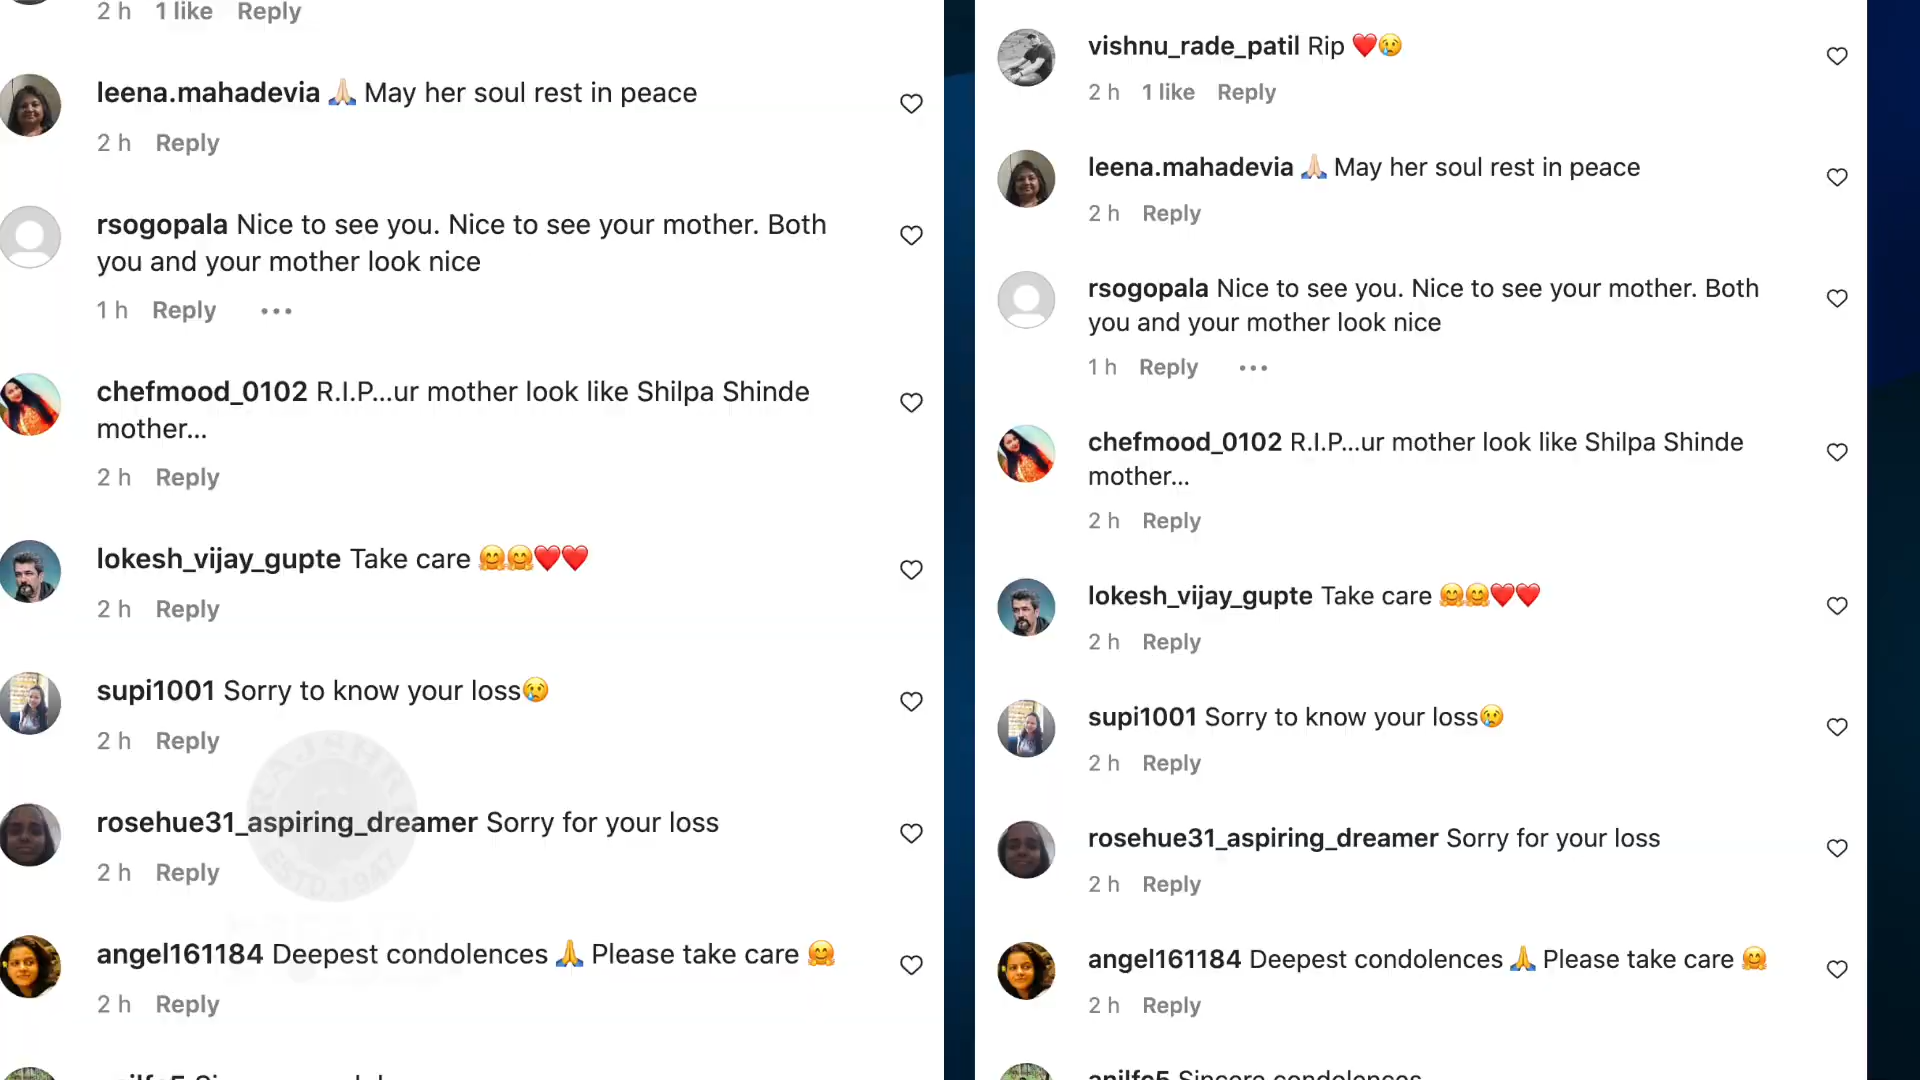 2 h 1 like Reply
leena.mahadevia 🙏🏻 May her soul rest in peace
2 h Reply
rsogopala Nice to see you. Nice to see your mother. Both
you and your mother look nice
1 h Reply •••
chefmood_0102 R.I.P...ur mother look like Shilpa Shinde
mother...
2 h Reply
lokesh_vijay_gupte Take care 🤗🤗❤️❤️
2 h Reply
supi1001 Sorry to know your loss😢
2 h Reply
rosehue31_aspiring_dreamer Sorry for your loss
2 h Reply
angel161184 Deepest condolences 🙏 Please take care 🤗
2 h Reply
RAJSHRI
ESTD.1947
vishnu_rade_patil Rip ❤️😢
2 h 1 like Reply
leena.mahadevia 🙏🏻 May her soul rest in peace
2 h Reply
rsogopala Nice to see you. Nice to see your mother. Both
you and your mother look nice
1 h Reply •••
chefmood_0102 R.I.P...ur mother look like Shilpa Shinde
mother...
2 h Reply
lokesh_vijay_gupte Take care 🤗🤗❤️❤️
2 h Reply
supi1001 Sorry to know your loss😢
2 h Reply
rosehue31_aspiring_dreamer Sorry for your loss
2 h Reply
angel161184 Deepest condolences 🙏 Please take care 🤗
2 h Reply
anilfc5 Sincere condolences